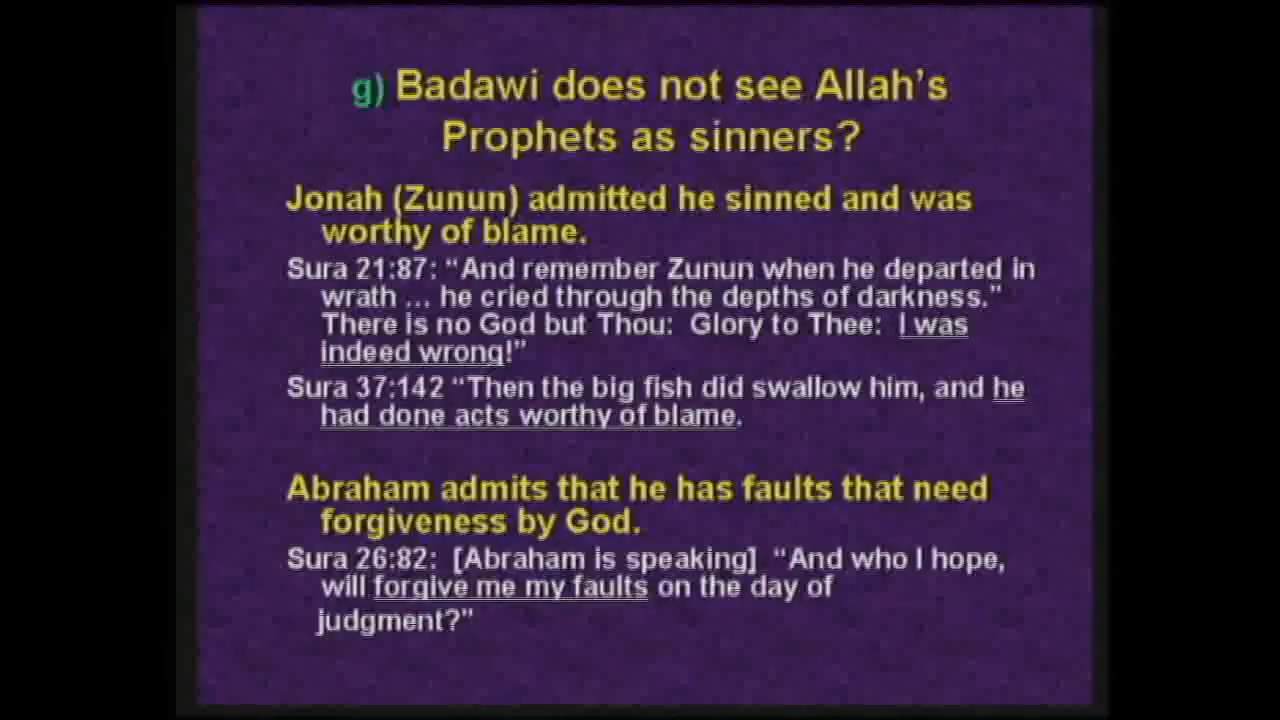 g) Badawi does not see Allah's
Prophets as sinners?
Jonah (Zunun) admitted he sinned and was
worthy of blame.
Sura 21:87: “And remember Zunun when he departed in
wrath ... he cried through the depths of darkness.”
There is no God but Thou:  Glory to Thee:  I was
indeed wrong!”
Sura 37:142 “Then the big fish did swallow him, and he
had done acts worthy of blame.
Abraham admits that he has faults that need
forgiveness by God.
Sura 26:82:  [Abraham is speaking]  “And who I hope,
will forgive me my faults on the day of
judgment?”